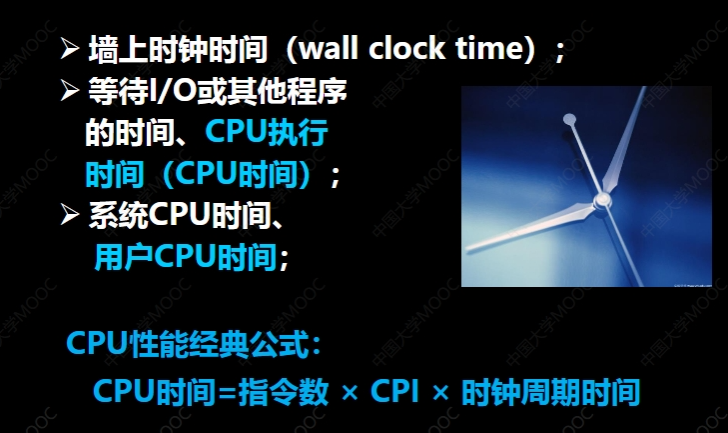 ➢ 墙上时钟时间（wall clock time）;
➢ 等待I/O或其他程序
的时间、CPU执行
时间（CPU时间）;
➢ 系统CPU时间、
用户CPU时间;
CPU性能经典公式:
CPU时间=指令数 × CPI × 时钟周期时间
中国大学MOOC